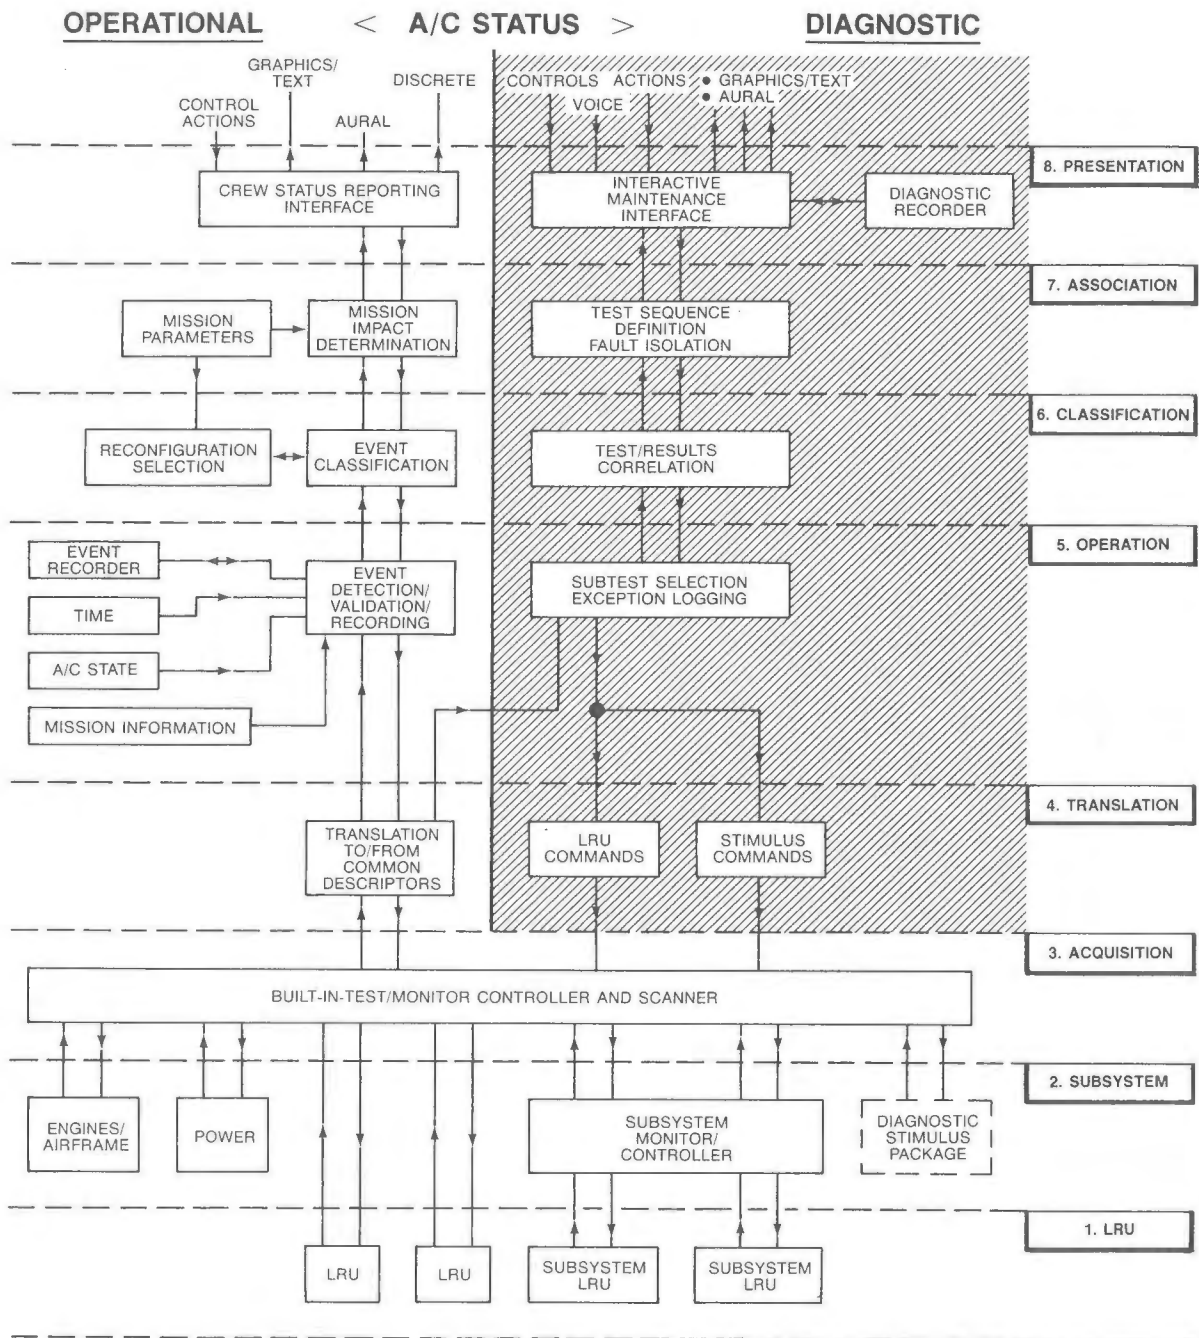 OPERATIONAL < A/C STATUS > DIAGNOSTIC
GRAPHICS/
TEXT
DISCRETE
CONTROL
ACTIONS
AURAL
CONTROLS
ACTIONS
VOICE
• GRAPHICS/TEXT
• AURAL
8. PRESENTATION
CREW STATUS REPORTING
INTERFACE
INTERACTIVE
MAINTENANCE
INTERFACE
DIAGNOSTIC
RECORDER
7. ASSOCIATION
MISSION
PARAMETERS
MISSION
IMPACT
DETERMINATION
TEST SEQUENCE
DEFINITION
FAULT ISOLATION
6. CLASSIFICATION
RECONFIGURATION
SELECTION
EVENT
CLASSIFICATION
TEST/RESULTS
CORRELATION
5. OPERATION
EVENT
RECORDER
TIME
A/C STATE
MISSION INFORMATION
EVENT
DETECTION/
VALIDATION/
RECORDING
SUBTEST SELECTION
EXCEPTION LOGGING
4. TRANSLATION
TRANSLATION
TO/FROM
COMMON
DESCRIPTORS
LRU
COMMANDS
STIMULUS
COMMANDS
3. ACQUISITION
BUILT-IN-TEST/MONITOR CONTROLLER AND SCANNER
2. SUBSYSTEM
ENGINES/
AIRFRAME
POWER
SUBSYSTEM
MONITOR/
CONTROLLER
DIAGNOSTIC
STIMULUS
PACKAGE
1. LRU
LRU
LRU
SUBSYSTEM
LRU
SUBSYSTEM
LRU